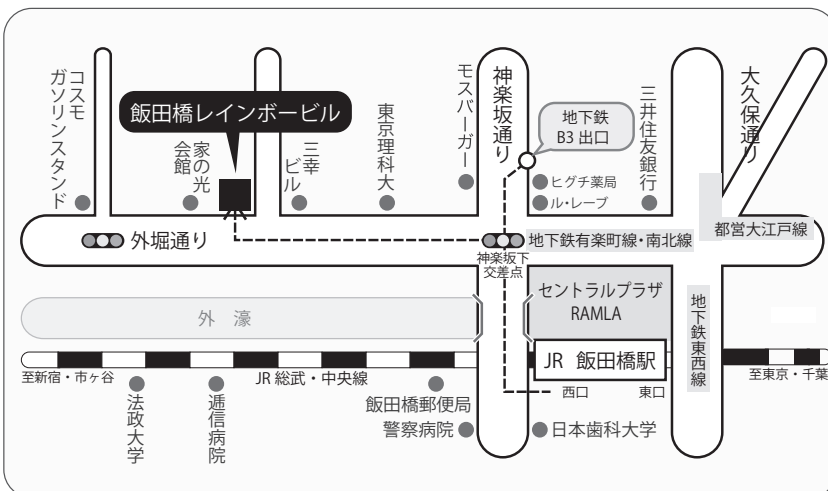 コスモ
ガソリンスタンド
飯田橋レインボービル
家の光
会館
三幸
ビル
東京理科大
モスバーガー
神楽坂通り
地下鉄
B3 出口
ヒグチ薬局
ル・レーブ
三井住友銀行
大久保通り
外堀通り
地下鉄有楽町線・南北線
都営大江戸線
神楽坂下
交差点
セントラルプラザ
RAMLA
地下鉄東西線
外 濠
JR 飯田橋駅
至新宿・市ヶ谷
JR 総武・中央線
西口
東口
至東京・千葉
法政大学
逓信病院
飯田橋郵便局
警察病院
日本歯科大学